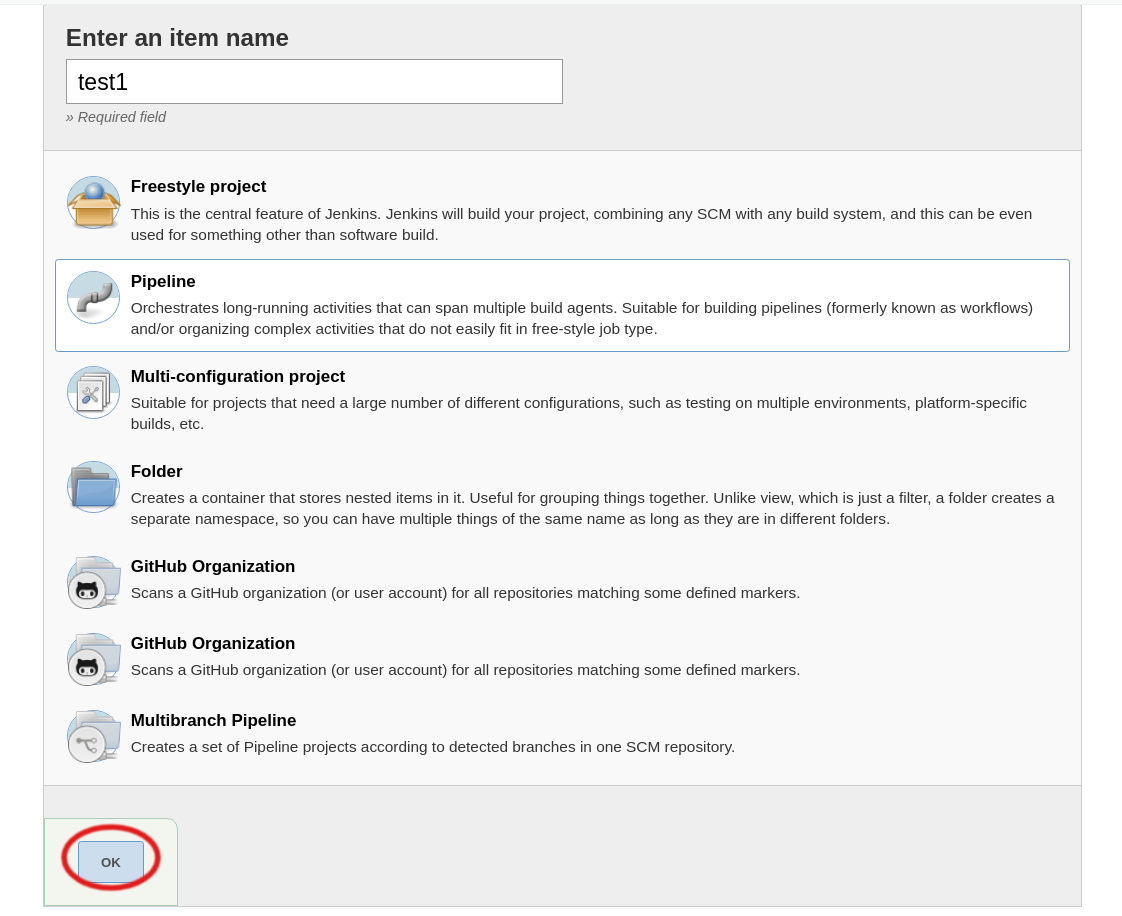 Enter an item name
test1
» Required field
Freestyle project
This is the central feature of Jenkins. Jenkins will build your project, combining any SCM with any build system, and this can be even
used for something other than software build.
Pipeline
Orchestrates long-running activities that can span multiple build agents. Suitable for building pipelines (formerly known as workflows)
and/or organizing complex activities that do not easily fit in free-style job type.
Multi-configuration project
Suitable for projects that need a large number of different configurations, such as testing on multiple environments, platform-specific
builds, etc.
Folder
Creates a container that stores nested items in it. Useful for grouping things together. Unlike view, which is just a filter, a folder creates a
separate namespace, so you can have multiple things of the same name as long as they are in different folders.
GitHub Organization
Scans a GitHub organization (or user account) for all repositories matching some defined markers.
GitHub Organization
Scans a GitHub organization (or user account) for all repositories matching some defined markers.
Multibranch Pipeline
Creates a set of Pipeline projects according to detected branches in one SCM repository.
OK